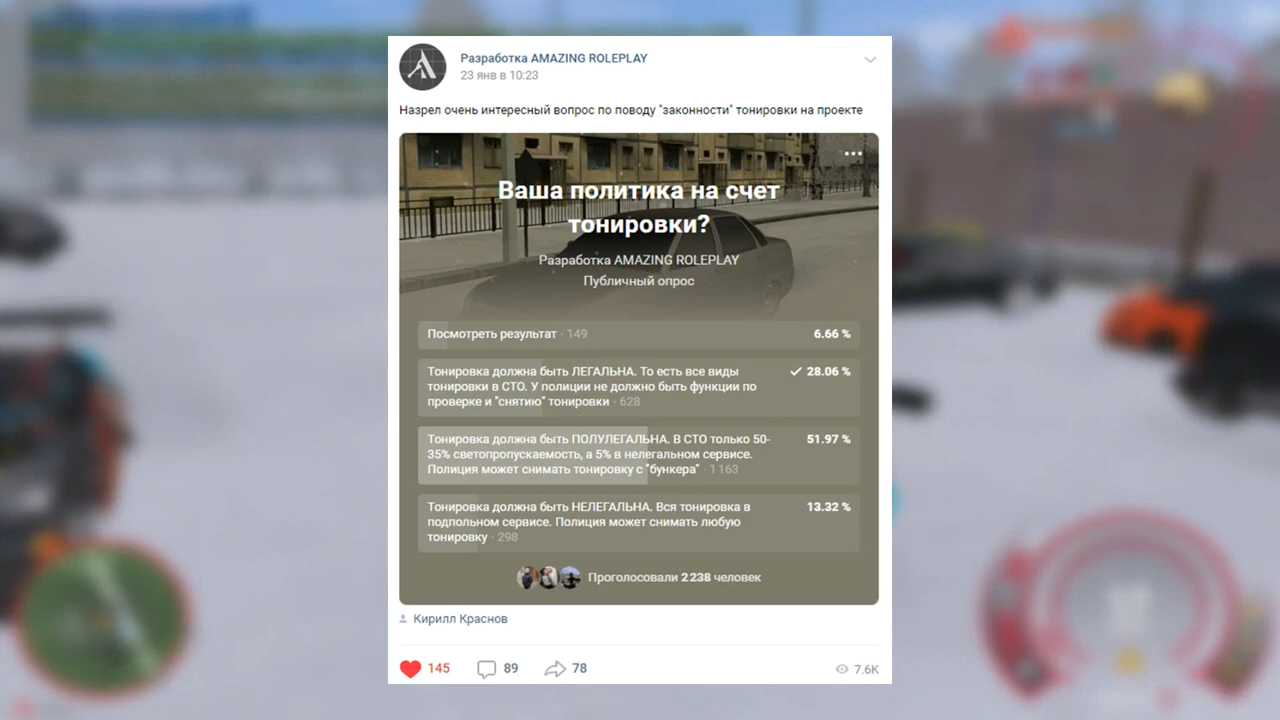 Разработка AMAZING ROLEPLAY
23 янв в 10:23
Назрел очень интересный вопрос по поводу "законности" тонировки на проекте
Ваша политика на счет
тонировки?
Разработка AMAZING ROLEPLAY
Публичный опрос
Посмотреть результат · 149 6.66 %
Тонировка должна быть ЛЕГАЛЬНА. То есть все виды 28.06 %
тонировки в СТО. У полиции не должно быть функции по
проверке и "снятию" тонировки · 628
Тонировка должна быть ПОЛУЛЕГАЛЬНА. В СТО только 50- 51.97 %
35% светопропускаемость, а 5% в нелегальном сервисе.
Полиция может снимать тонировку с "бункера" · 1 163
Тонировка должна быть НЕЛЕГАЛЬНА. Вся тонировка в 13.32 %
подпольном сервисе. Полиция может снимать любую
тонировку · 298
Проголосовали 2 238 человек
Кирилл Краснов
145 89 78 7.6K